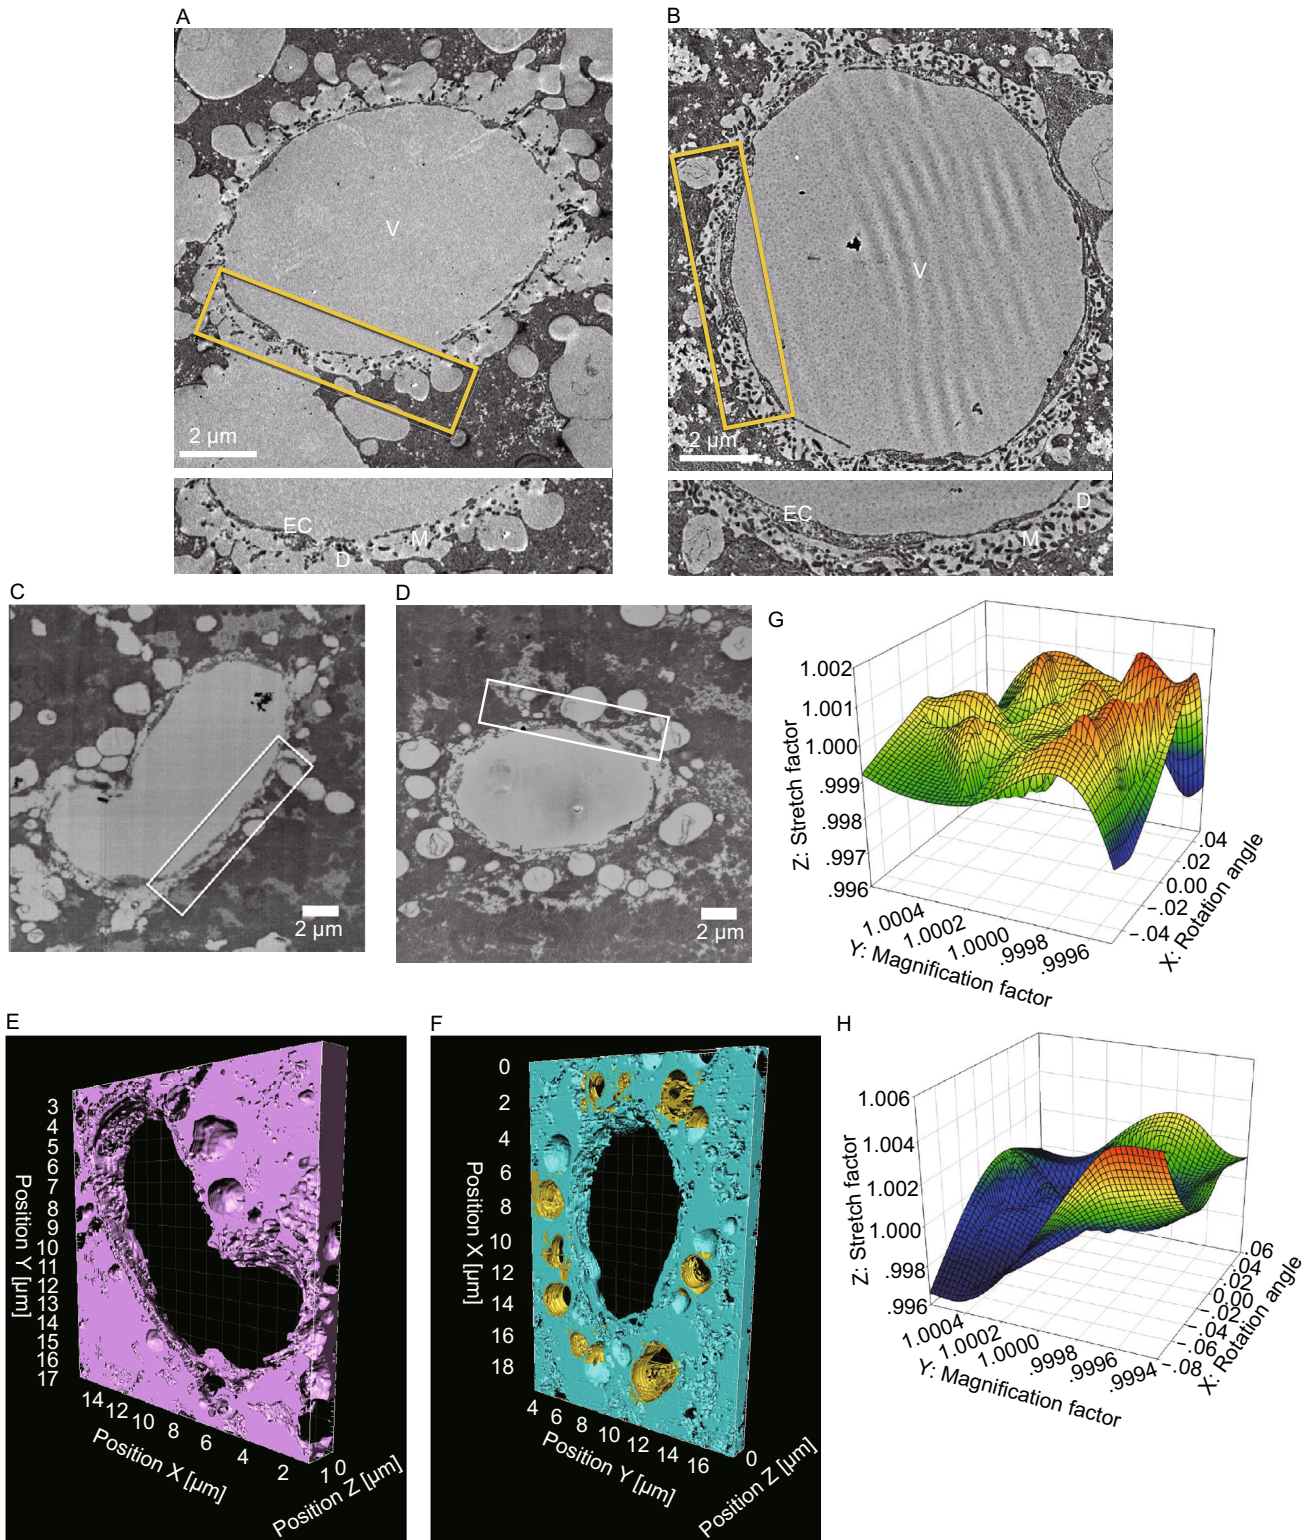 A
B
V
V
2 µm
2 µm
EC
D
M
EC
D
M
C
D
2 µm
2 µm
G
1.002
1.001
1.000
.999
.998
.997
.996
Z: Stretch factor
1.0004
1.0002
1.0000
.9998
.9996
Y: Magnification factor
0.04
.02
0.00
−.02
−.04
X: Rotation angle
E
3
4
5
6
7
8
9
10
11
12
13
14
15
16
17
Position Y [µm]
14
12
10
8
6
4
2
Position X [µm]
1
0
Position Z [µm]
F
0
2
4
6
8
10
12
14
16
18
Position X [µm]
4
6
8
10
12
14
16
Position Y [µm]
0
Position Z [µm]
H
1.006
1.004
1.002
1.000
.998
.996
Z: Stretch factor
1.0004
1.0002
1.0000
.9998
.9996
.9994
Y: Magnification factor
.06
0.04
0.02
0.00
−.02
−.04
−.06
−.08
X: Rotation angle